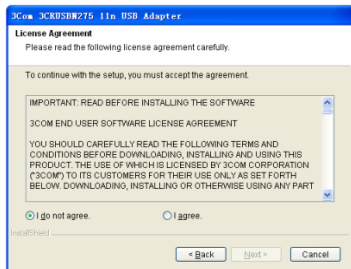 3Com 3CRUSBN275 11n USB Adapter
License Agreement
Please read the following license agreement carefully.
To continue with the setup, you must accept the agreement.
IMPORTANT: READ BEFORE INSTALLING THE SOFTWARE
3COM END USER SOFTWARE LICENSE AGREEMENT
YOU SHOULD CAREFULLY READ THE FOLLOWING TERMS AND
CONDITIONS BEFORE DOWNLOADING, INSTALLING AND USING THIS
PRODUCT. THE USE OF WHICH IS LICENSED BY 3COM CORPORATION
("3COM") TO ITS CUSTOMERS FOR THEIR USE ONLY AS SET FORTH
BELOW. DOWNLOADING, INSTALLING OR OTHERWISE USING ANY PART
I do not agree. I agree.
InstallShield
< Back Next > Cancel